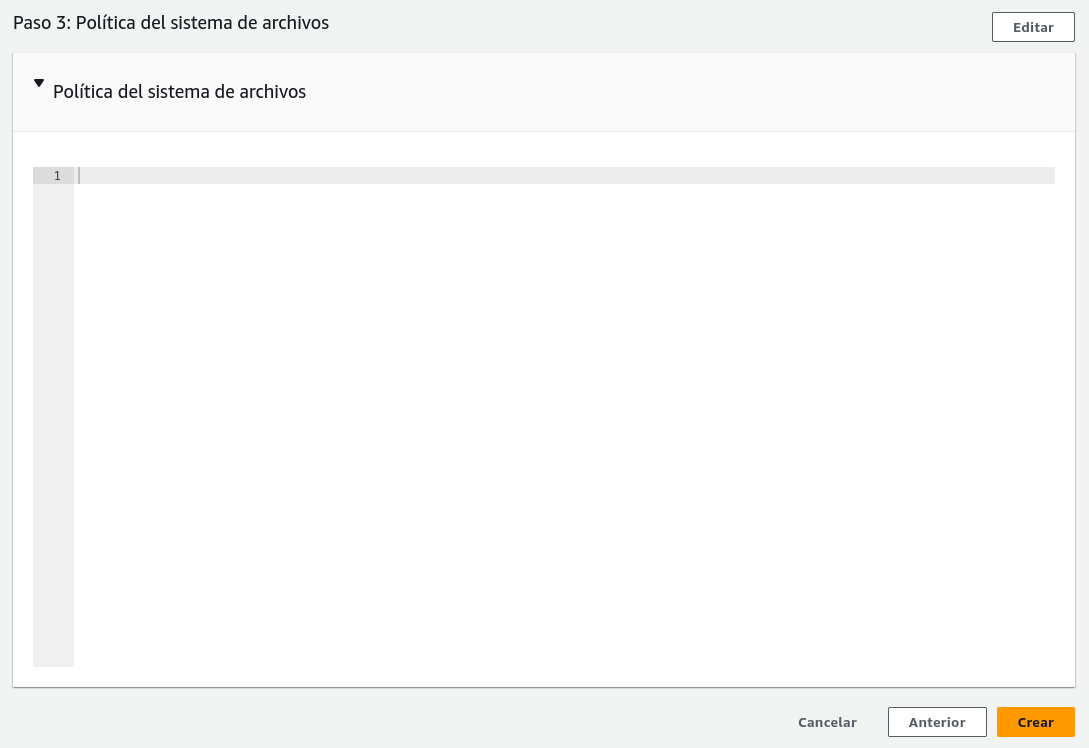 Paso 3: Política del sistema de archivos
Editar
Política del sistema de archivos
1
Cancelar
Anterior
Crear